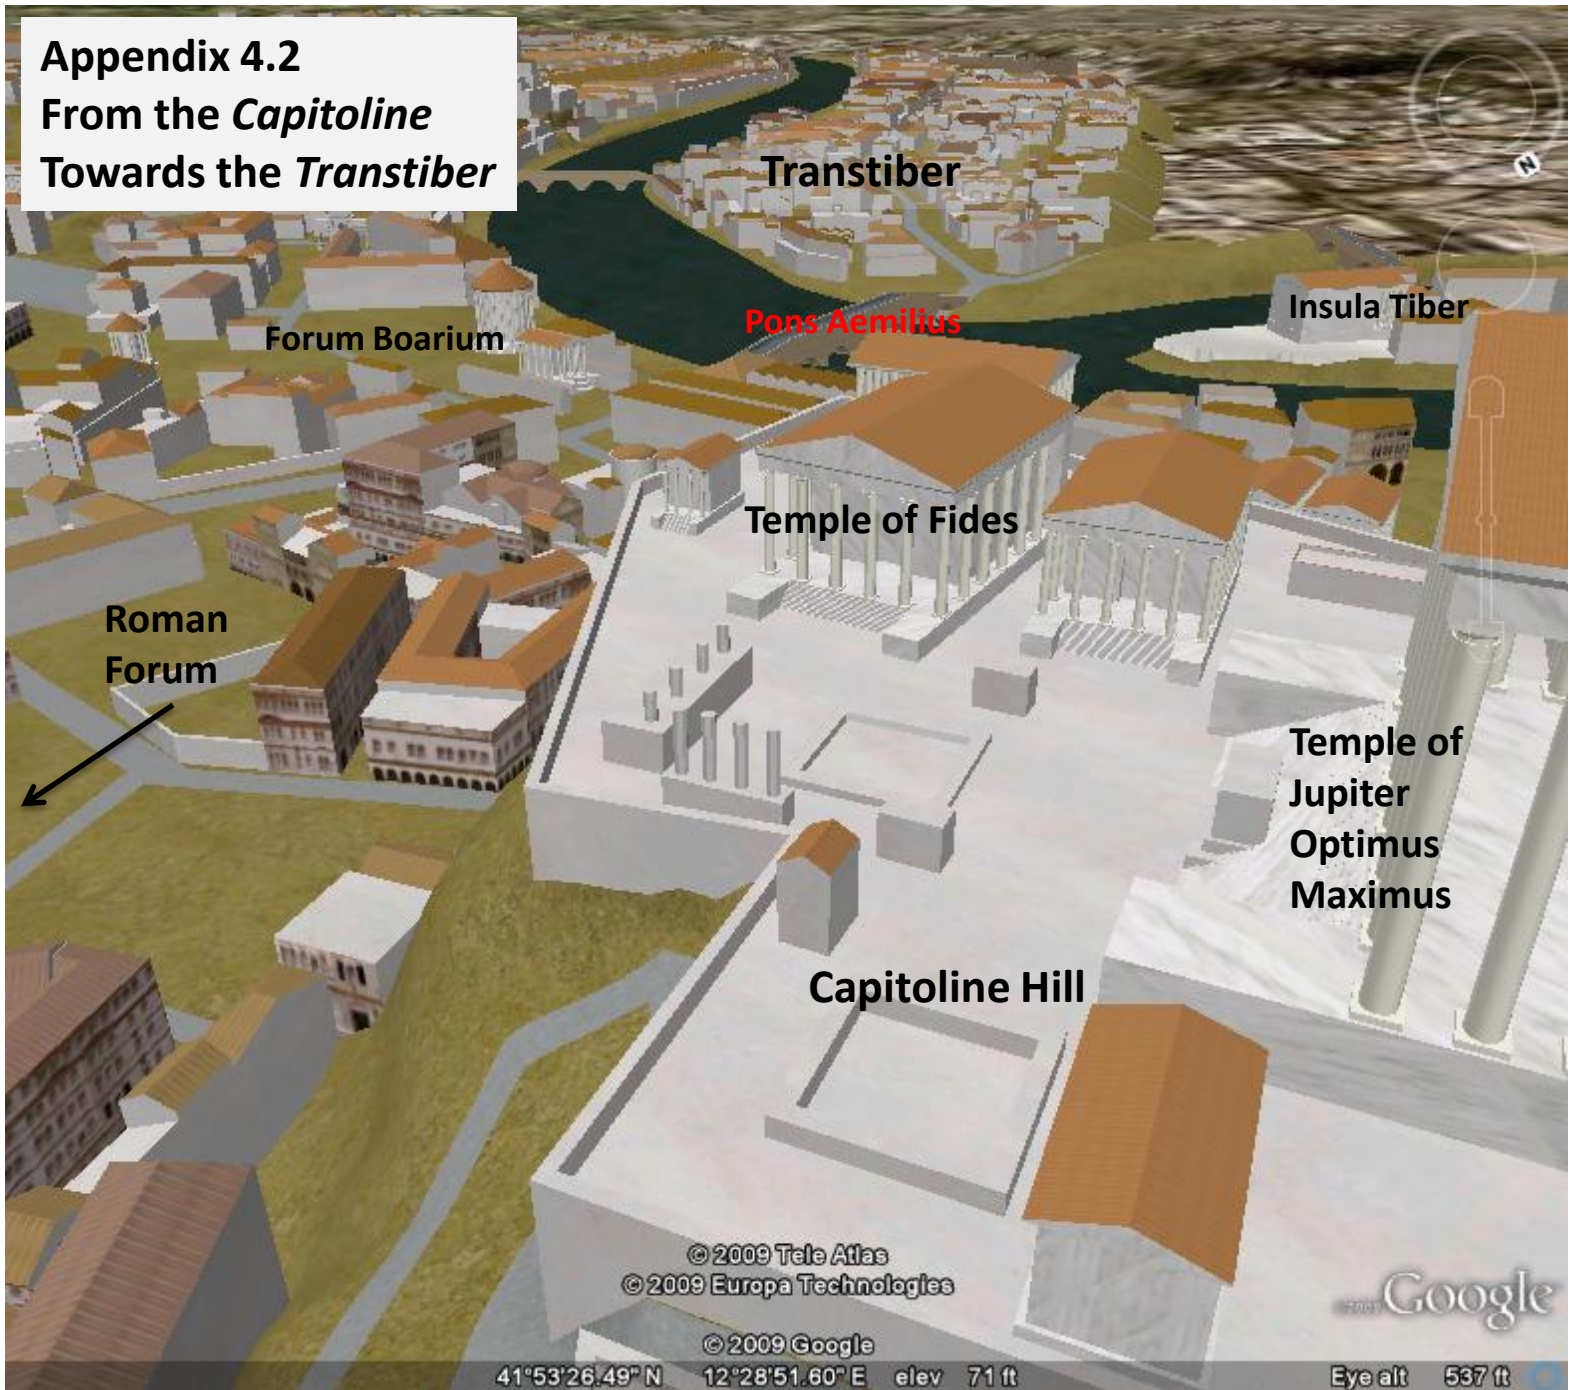 Appendix 4.2
From the Capitoline
Towards the Transtiber
Transtiber
N
Insula Tiber
Pons Aemilius
Forum Boarium
Temple of Fides
Roman
Forum
Temple of
Jupiter
Optimus
Maximus
Capitoline Hill
© 2009 Tele Atlas
© 2009 Europa Technologies
© 2009 Google
©2009 Google
41°53'26.49" N 12°28'51.60" E elev 71 ft Eye alt 537 ft